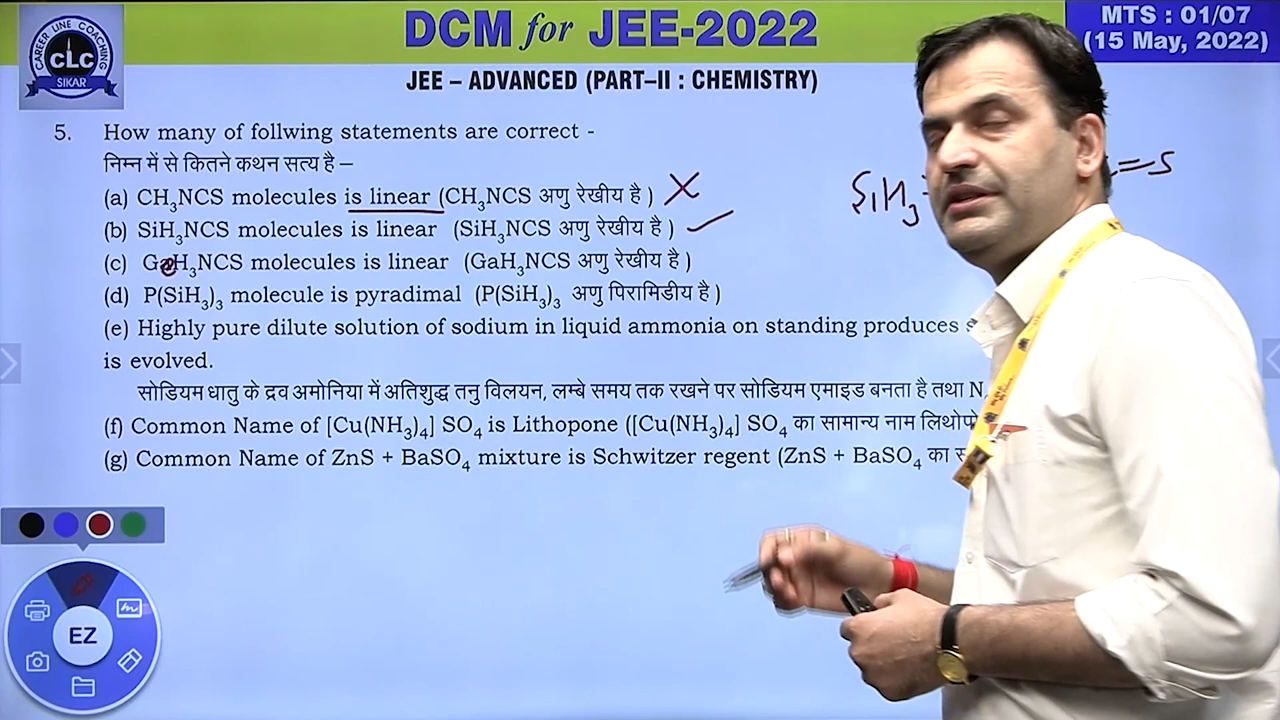 CAREER LINE COACHING
CLC
SIKAR
DCM for JEE-2022
MTS : 01/07
(15 May, 2022)
JEE – ADVANCED (PART–II : CHEMISTRY)
5. How many of follwing statements are correct -
निम्न में से कितने कथन सत्य है –
(a) CH₃NCS molecules is linear (CH₃NCS अणु रेखीय है )
(b) SiH₃NCS molecules is linear (SiH₃NCS अणु रेखीय है )
(c) GaH₃NCS molecules is linear (GaH₃NCS अणु रेखीय है )
(d) P(SiH₃)₃ molecule is pyradimal (P(SiH₃)₃ अणु पिरामिडीय है )
(e) Highly pure dilute solution of sodium in liquid ammonia on standing produces
is evolved.
सोडियम धातु के द्रव अमोनिया में अतिशुद्ध तनु विलयन, लम्बे समय तक रखने पर सोडियम एमाइड बनता है तथा
(f) Common Name of [Cu(NH₃)₄] SO₄ is Lithopone ([Cu(NH₃)₄] SO₄ का सामान्य नाम
(g) Common Name of ZnS + BaSO₄ mixture is Schwitzer regent (ZnS + BaSO₄ का
SiH₃
=S
EZ